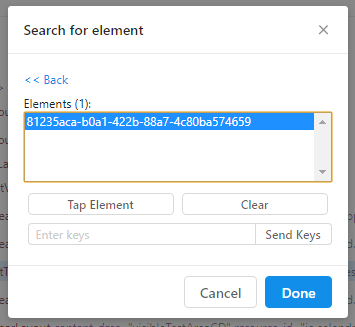 Search for element
<< Back
Elements (1):
81235aca-b0a1-422b-88a7-4c80ba574659
Tap Element
Clear
Enter keys
Send Keys
Cancel
Done